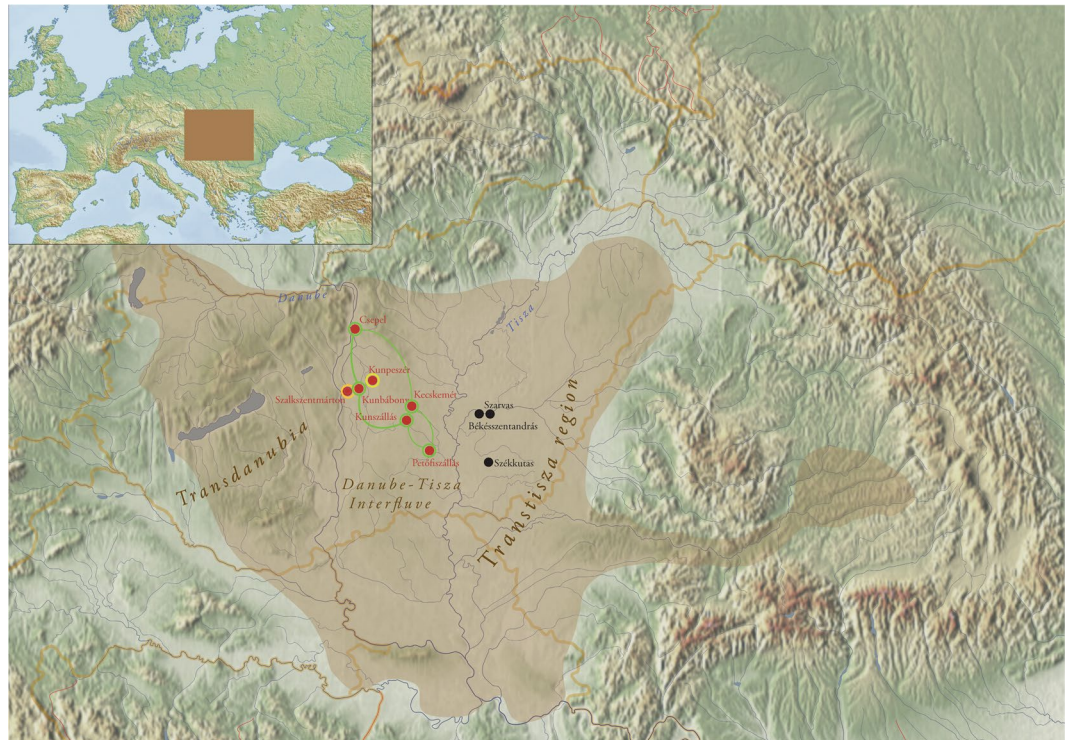 Danube
Tisza
Csepel
Kunpeszér
Szalkszentmárton
Kunbábony
Kecskemét
Kunszállás
Szarvas
Békésszentandrás
Petőfiszállás
Székkutas
Transdanubia
Danube-Tisza
Interfluve
Transtisza region